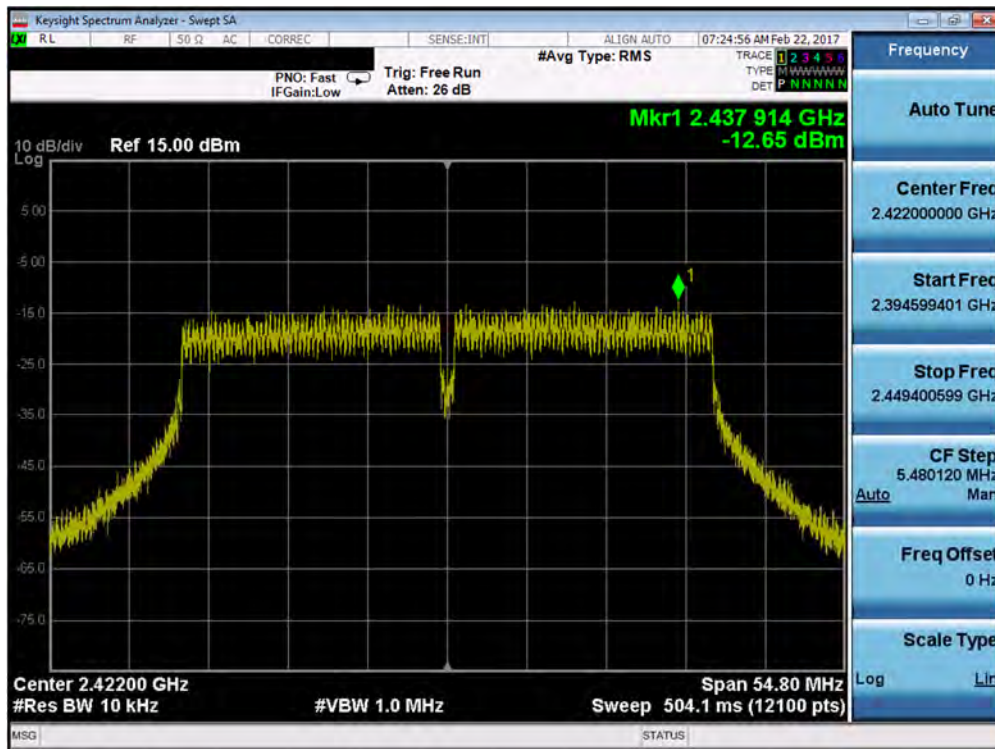 Keysight Spectrum Analyzer - Swept SA
LXI RL RF 50 Ω AC CORREC SENSE:INT ALIGN AUTO 07:24:56 AM Feb 22, 2017
PNO: Fast Trig: Free Run #Avg Type: RMS TRACE 1 2 3 4 5 6
IFGain:Low Atten: 26 dB TYPE M WWWWW
DET P N N N N N
Mkr1 2.437 914 GHz
-12.65 dBm
10 dB/div Ref 15.00 dBm
Log
5.00
-5.00
1
-15.0
-25.0
-35.0
-45.0
-55.0
-65.0
-75.0
Center 2.42200 GHz Span 54.80 MHz
#Res BW 10 kHz #VBW 1.0 MHz Sweep 504.1 ms (12100 pts)
MSG STATUS
Frequency
Auto Tune
Center Freq
2.422000000 GHz
Start Freq
2.394599401 GHz
Stop Freq
2.449400599 GHz
CF Step
5.480120 MHz
Auto Man
Freq Offset
0 Hz
Scale Type
Log Lin